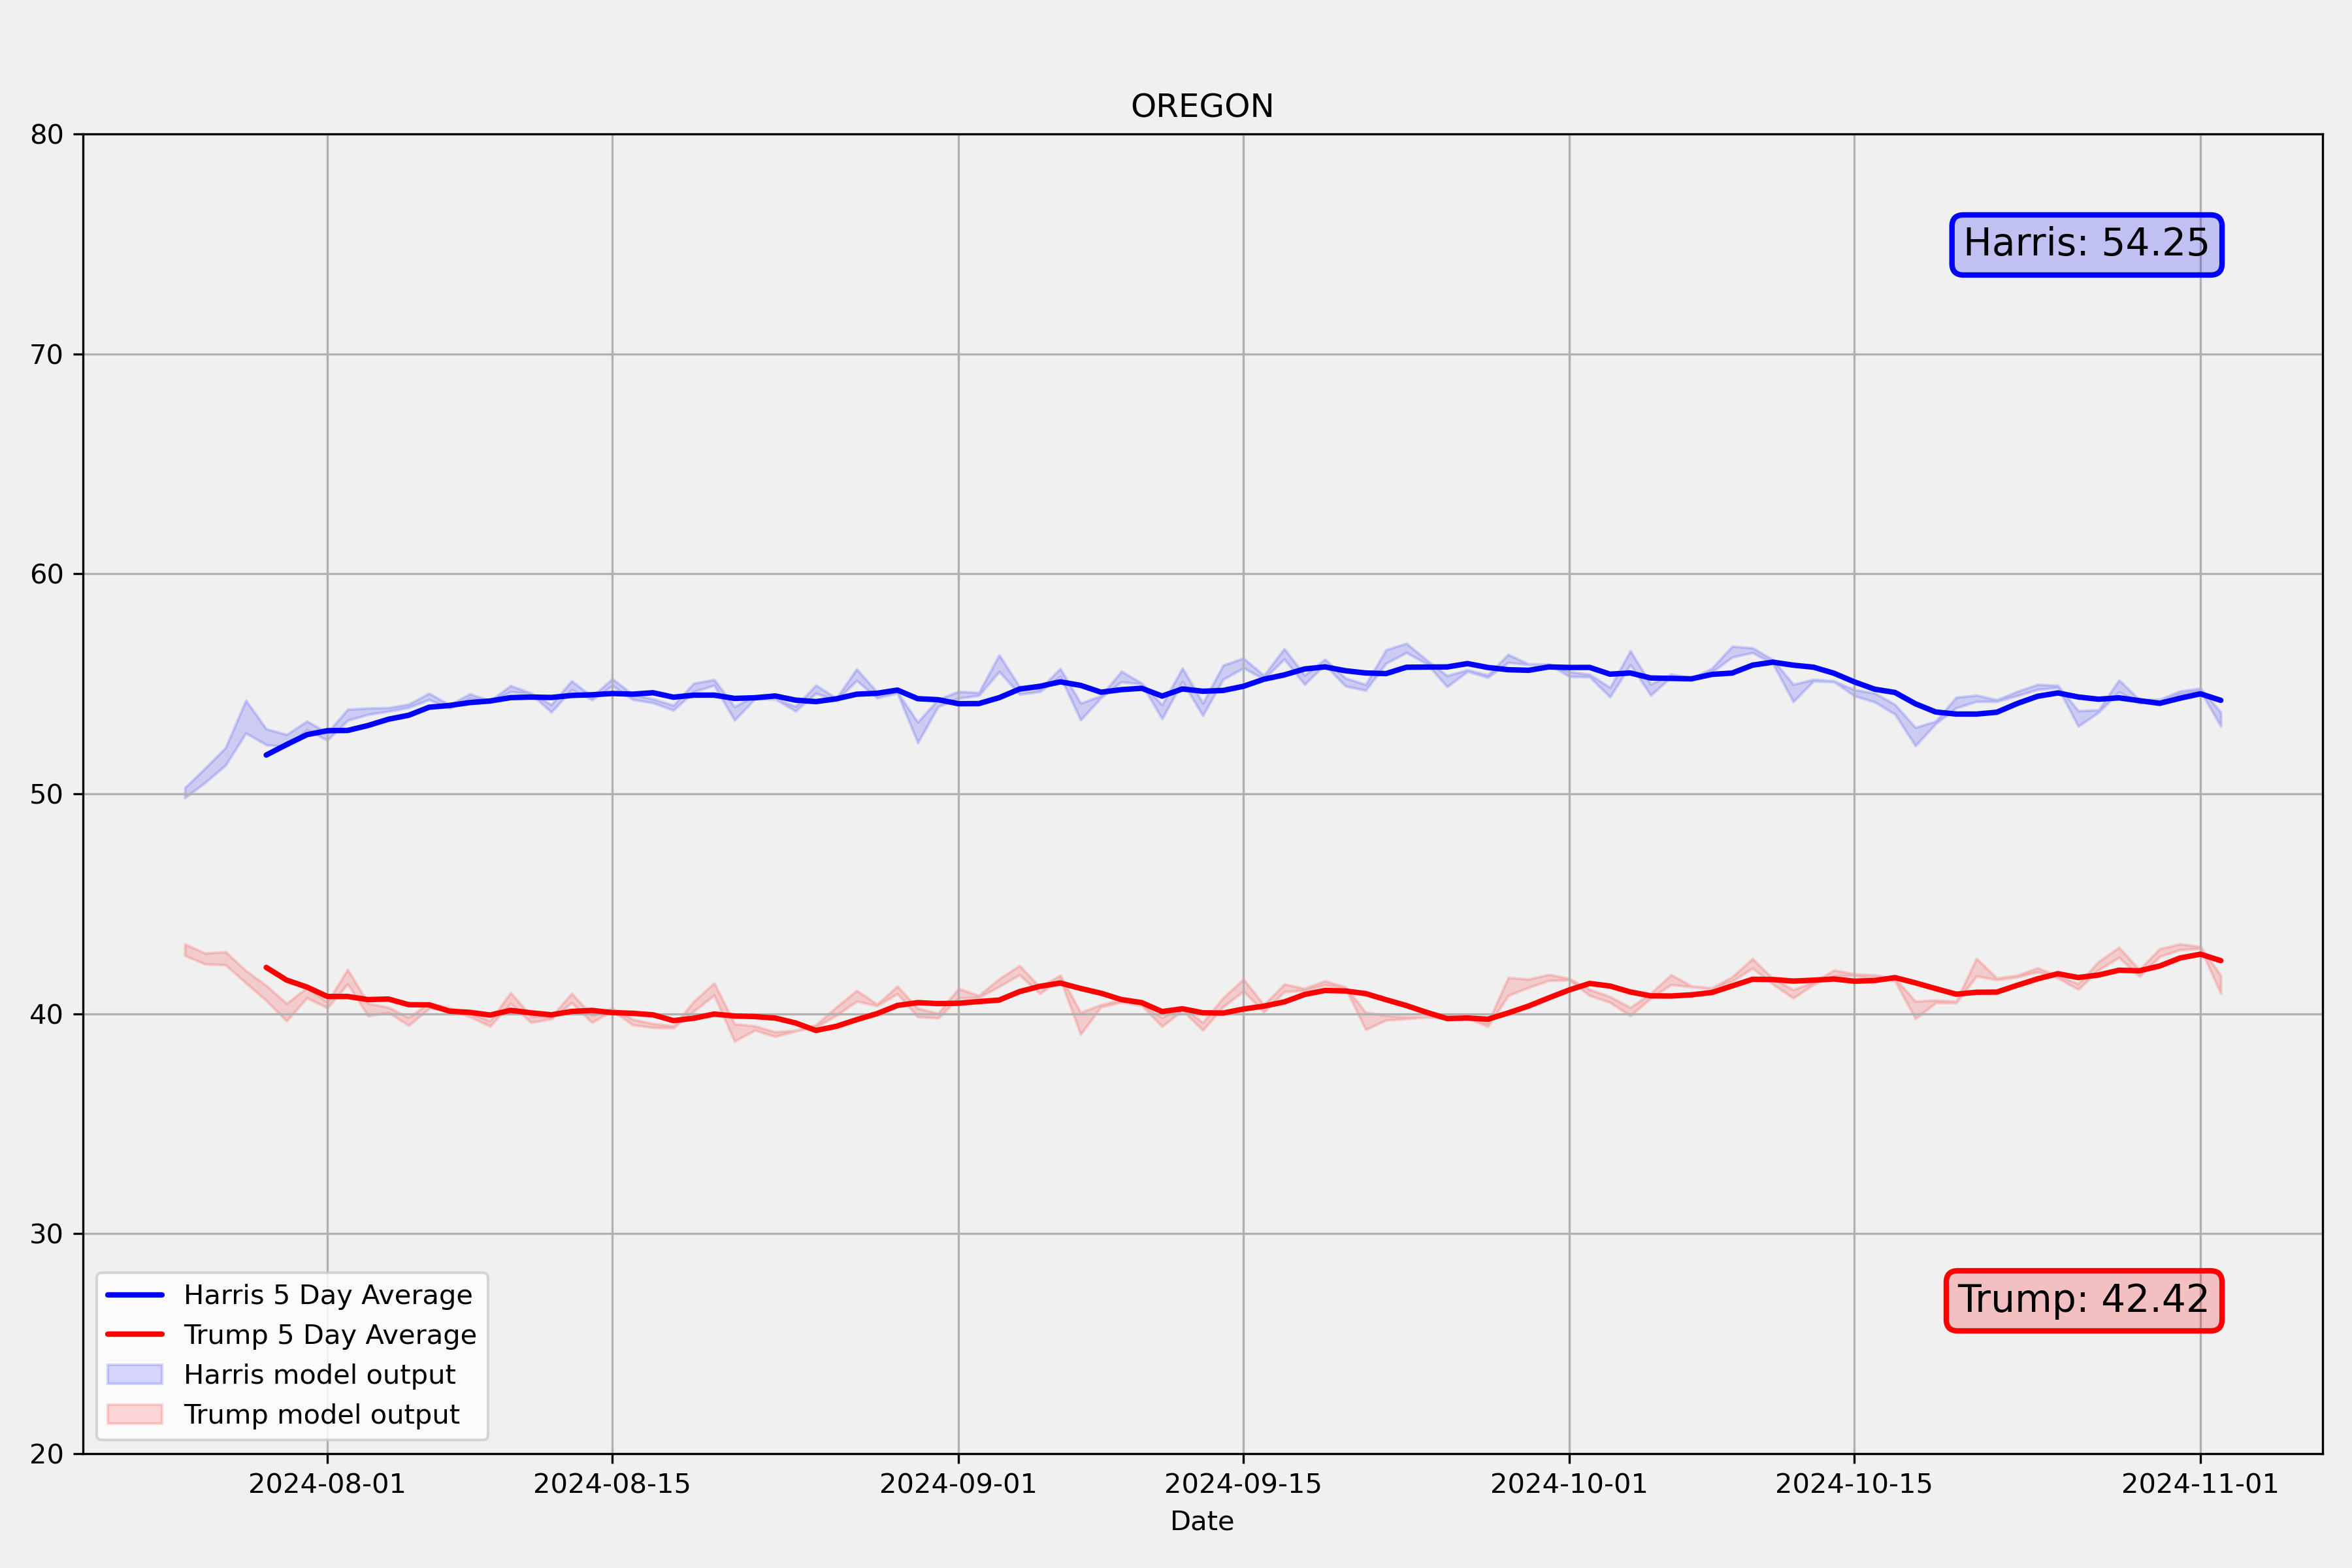 OREGON
80
70
60
50
40
30
20
Harris: 54.25
Trump: 42.42
Harris 5 Day Average
Trump 5 Day Average
Harris model output
Trump model output
2024-08-01 2024-08-15 2024-09-01 2024-09-15 2024-10-01 2024-10-15 2024-11-01
Date